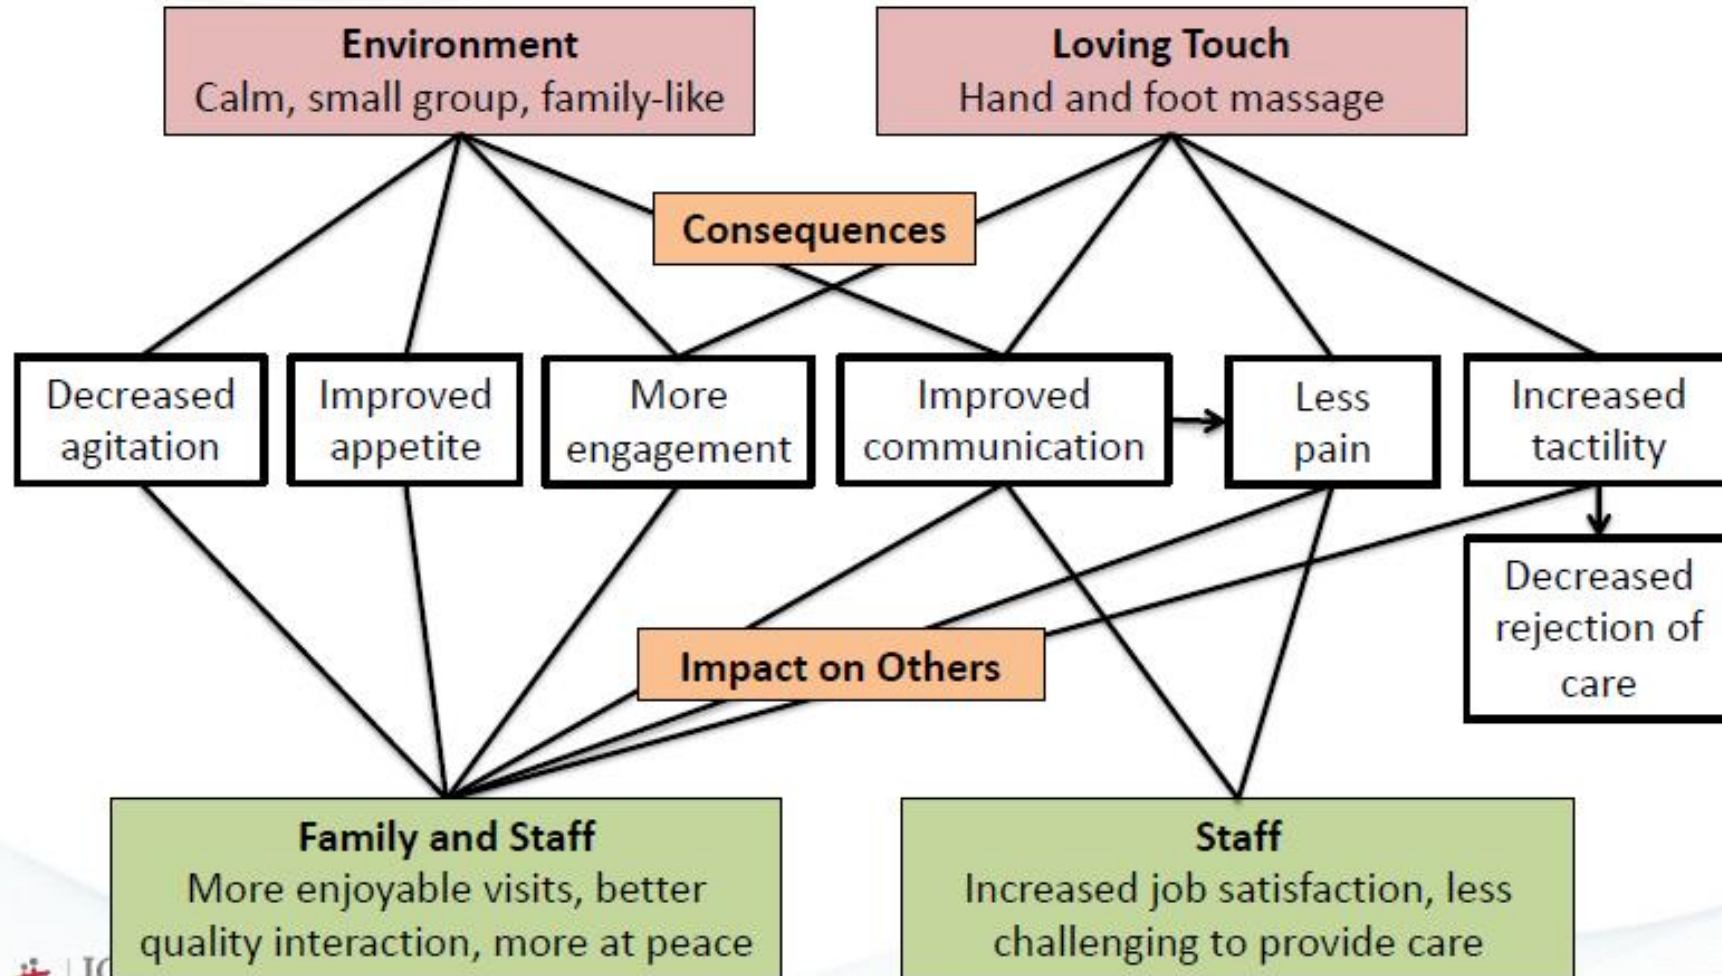 Environment
Calm, small group, family-like
Loving Touch
Hand and foot massage
Consequences
Decreased
agitation
Improved
appetite
More
engagement
Improved
communication
Less
pain
Increased
tactility
Decreased
rejection of
care
Impact on Others
Family and Staff
More enjoyable visits, better
quality interaction, more at peace
Staff
Increased job satisfaction, less
challenging to provide care